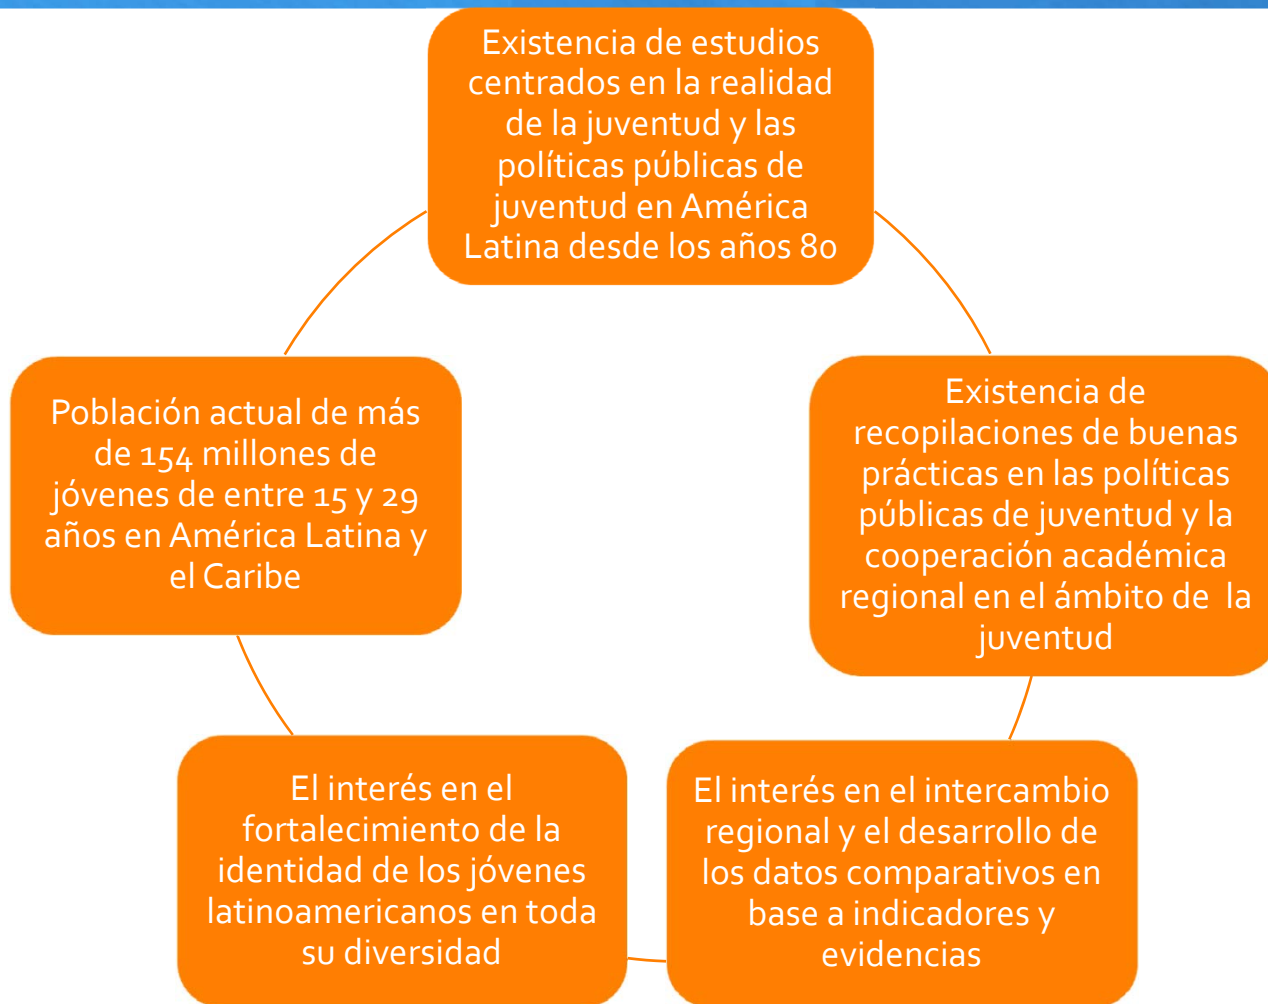 Existencia de estudios
centrados en la realidad
de la juventud y las
políticas públicas de
juventud en América
Latina desde los años 80
Existencia de
recopilaciones de buenas
prácticas en las políticas
públicas de juventud y la
cooperación académica
regional en el ámbito de la
juventud
El interés en el intercambio
regional y el desarrollo de
los datos comparativos en
base a indicadores y
evidencias
El interés en el
fortalecimiento de la
identidad de los jóvenes
latinoamericanos en toda
su diversidad
Población actual de más
de 154 millones de
jóvenes de entre 15 y 29
años en América Latina y
el Caribe